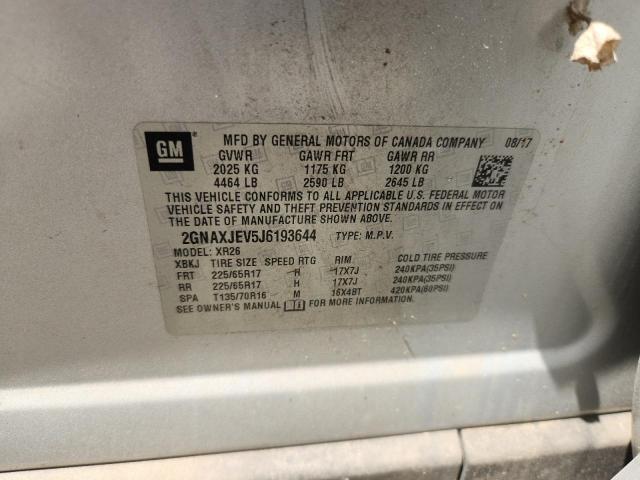 GM ®
MFD BY GENERAL MOTORS OF CANADA COMPANY 08/17
GVWR GAWR FRT GAWR RR
2025 KG 1175 KG 1200 KG
4464 LB 2590 LB 2645 LB
THIS VEHICLE CONFORMS TO ALL APPLICABLE U.S. FEDERAL MOTOR
VEHICLE SAFETY AND THEFT PREVENTION STANDARDS IN EFFECT ON
THE DATE OF MANUFACTURE SHOWN ABOVE.
2GNAXJEV5J6193644 TYPE: M.P.V.
MODEL: XR26
XBKJ TIRE SIZE SPEED RTG RIM COLD TIRE PRESSURE
FRT 225/65R17 H 17X7J 240KPA(35PSI)
RR 225/65R17 H 17X7J 240KPA(35PSI)
SPA T135/70R16 M 16X4BT 420KPA(60PSI)
SEE OWNER'S MANUAL FOR MORE INFORMATION.